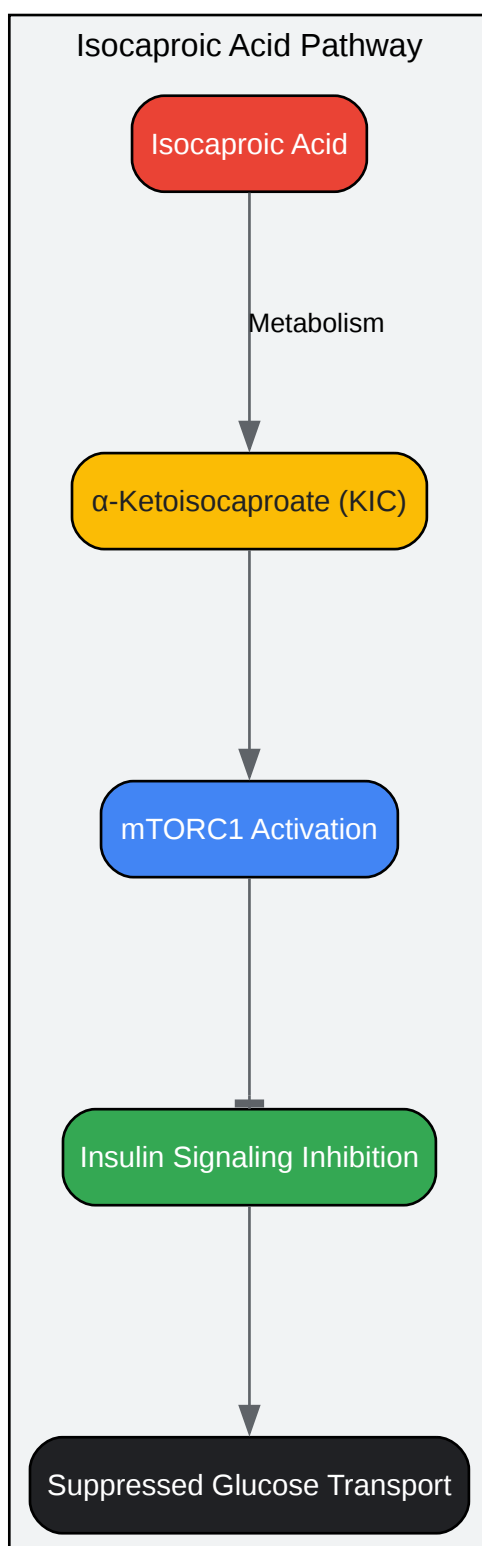 Isocaproic Acid Pathway
Isocaproic Acid
Metabolism
α-Ketoisocaproate (KIC)
mTORC1 Activation
Insulin Signaling Inhibition
Suppressed Glucose Transport